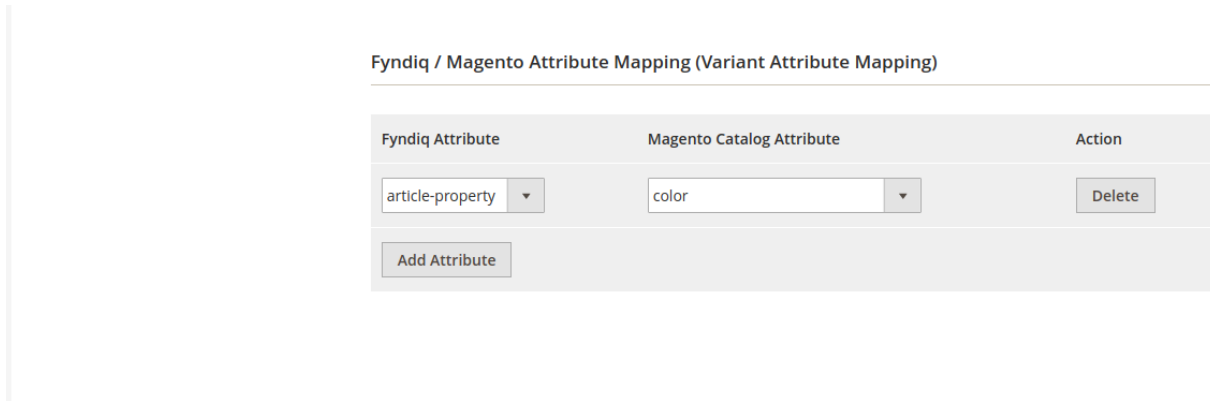 Fyndiq / Magento Attribute Mapping (Variant Attribute Mapping)
Fyndiq Attribute Magento Catalog Attribute Action
article-property color Delete
Add Attribute